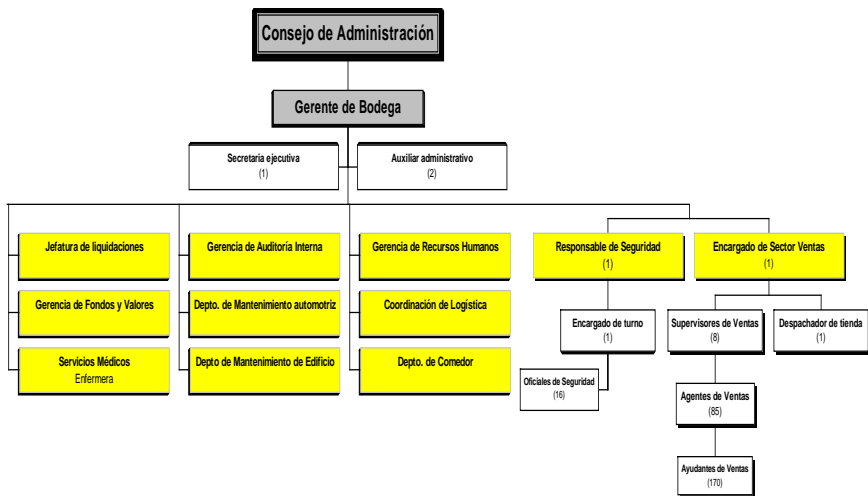 Consejo de Administración
Gerente de Bodega
Secretaria ejecutiva
(1)
Auxiliar administrativo
(2)
Jefatura de liquidaciones
Gerencia de Auditoría Interna
Gerencia de Recursos Humanos
Responsable de Seguridad
(1)
Encargado de Sector Ventas
(1)
Gerencia de Fondos y Valores
Depto. de Mantenimiento automotriz
Coordinación de Logística
Encargado de turno
(1)
Supervisores de Ventas
(8)
Despachador de tienda
(1)
Servicios Médicos
Enfermera
Depto de Mantenimiento de Edificio
Depto. de Comedor
Oficiales de Seguridad
(16)
Agentes de Ventas
(85)
Ayudantes de Ventas
(170)